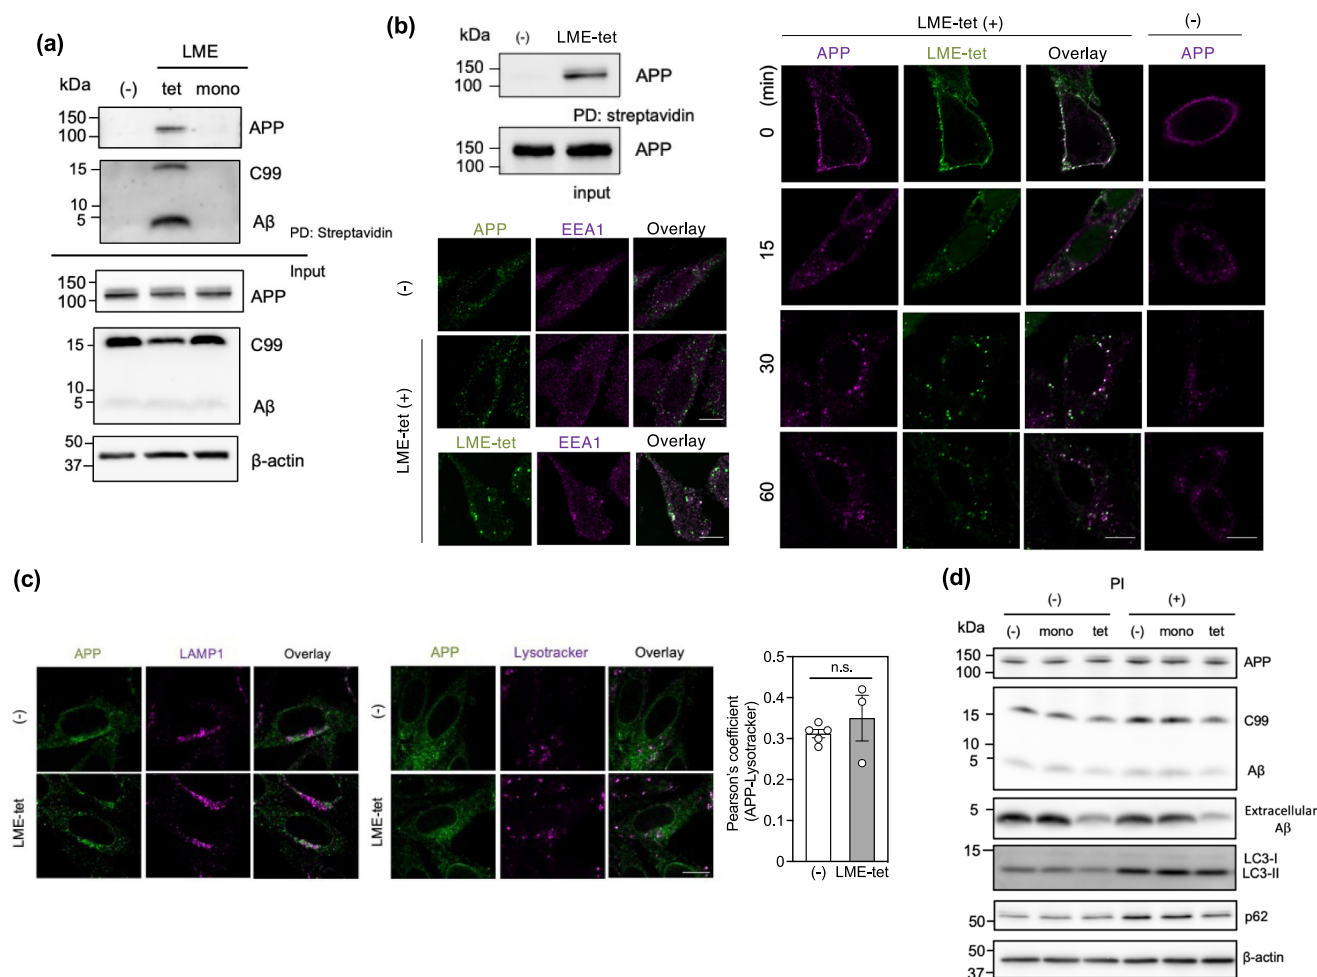 (a)
LME
kDa
(-)
tet
mono
150
100
APP
15
10
5
C99
Aβ
PD: Streptavidin
Input
150
100
APP
15
10
5
C99
Aβ
50
37
β-actin
(b)
kDa
(-)
LME-tet
150
100
APP
PD: streptavidin
150
100
APP
input
APP
EEA1
Overlay
(-)
LME-tet (+)
LME-tet
EEA1
Overlay
LME-tet (+)
(-)
APP
LME-tet
Overlay
APP
(min)
0
15
30
60
(c)
APP
LAMP1
Overlay
(-)
LME-tet
APP
Lysotracker
Overlay
(-)
LME-tet
Pearson's coefficient
(APP-Lysotracker)
0.5
0.4
0.3
0.2
0.1
0
n.s.
(-)
LME-tet
(d)
PI
(-)
(+)
kDa
(-)
mono
tet
(-)
mono
tet
150
100
APP
15
10
5
C99
Aβ
5
Extracellular
Aβ
15
LC3-I
LC3-II
50
p62
50
37
β-actin